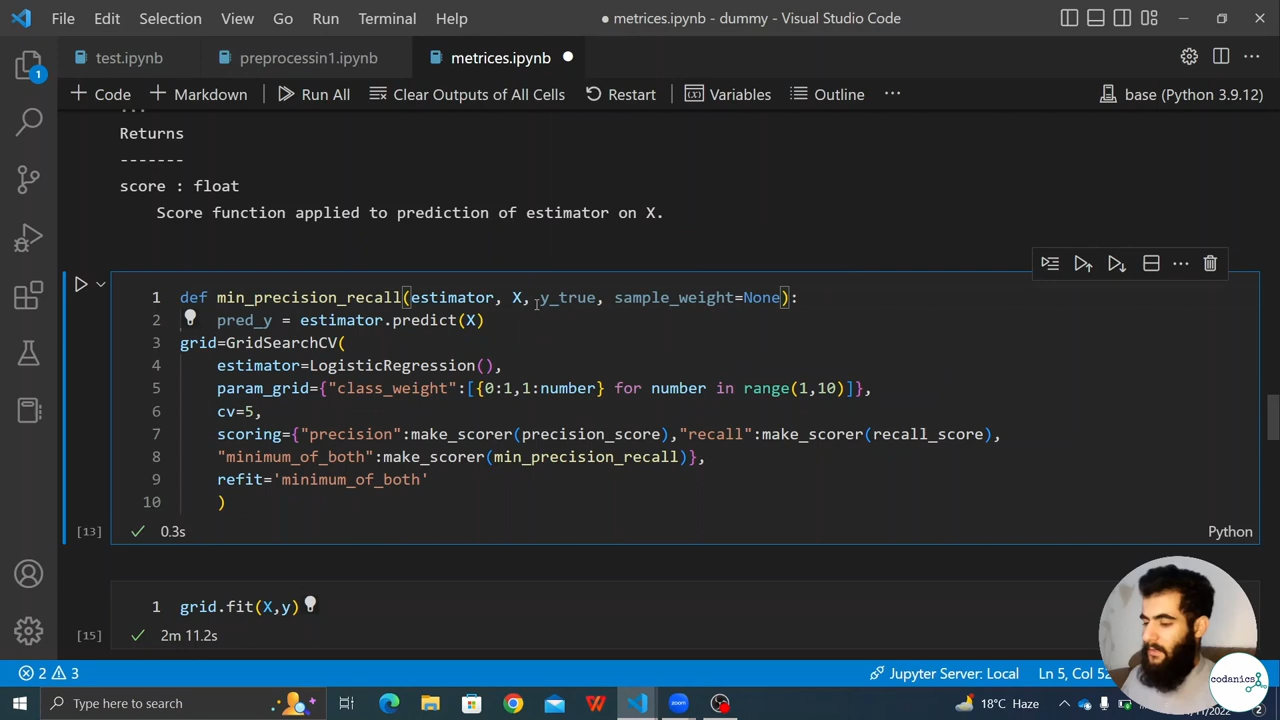 File Edit Selection View Go Run Terminal Help
● metrices.ipynb - dummy - Visual Studio Code
test.ipynb
preprocessin1.ipynb
metrices.ipynb
1
+ Code + Markdown
Run All
Clear Outputs of All Cells
Restart
Variables
Outline
...
base (Python 3.9.12)
...
Returns
-------
score : float
Score function applied to prediction of estimator on X.
1 def min_precision_recall(estimator, X, y_true, sample_weight=None):
2 pred_y = estimator.predict(X)
3 grid=GridSearchCV(
4 estimator=LogisticRegression(),
5 param_grid={"class_weight":[{0:1,1:number} for number in range(1,10)]},
6 cv=5,
7 scoring={"precision":make_scorer(precision_score),"recall":make_scorer(recall_score),
8 "minimum_of_both":make_scorer(min_precision_recall)},
9 refit='minimum_of_both'
10 )
[13] 0.3s
Python
1 grid.fit(X,y)
[15] 2m 11.2s
2 3
Jupyter Server: Local
codanics
Type here to search
18°C Haze
2